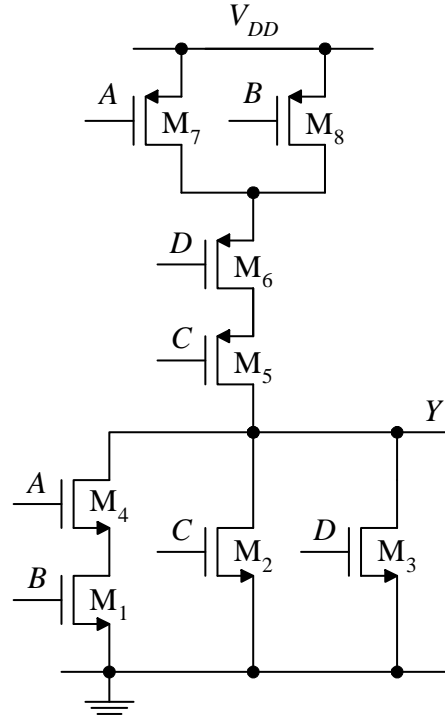 V_DD
A B
M_7 M_8
D
M_6
C
M_5
Y
A C D
M_4 M_2 M_3
B
M_1